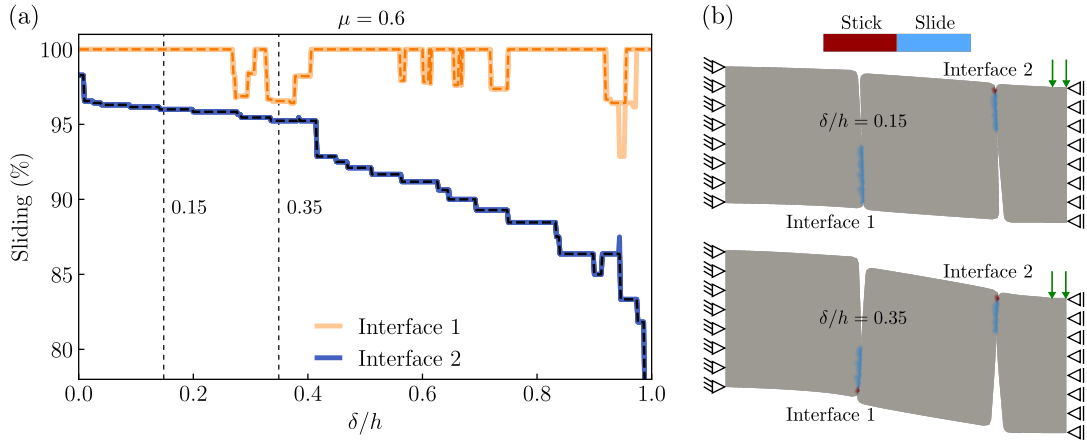 (a)
μ = 0.6
Sliding (%)
100
95
90
85
80
0.15
0.35
Interface 1
Interface 2
0.0 0.2 0.4 0.6 0.8 1.0
δ/h
(b)
Stick Slide
Interface 2
δ/h = 0.15
Interface 1
Interface 2
δ/h = 0.35
Interface 1